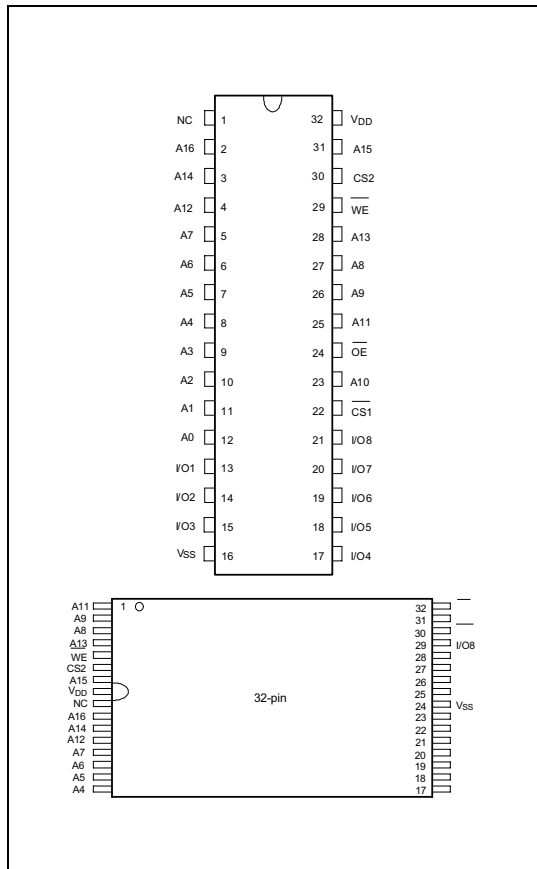 NC 1 32 VDD
A16 2 31 A15
A14 3 30 CS2
A12 4 29 WE
A7 5 28 A13
A6 6 27 A8
A5 7 26 A9
A4 8 25 A11
A3 9 24 OE
A2 10 23 A10
A1 11 22 CS1
A0 12 21 I/O8
I/O1 13 20 I/O7
I/O2 14 19 I/O6
I/O3 15 18 I/O5
VSS 16 17 I/O4
A11 1 32
A9 31
A8 30
A13 29 I/O8
WE 28
CS2 27
A15 26
VDD 25
NC 32-pin 24 VSS
A16 23
A14 22
A12 21
A7 20
A6 19
A5 18
A4 17